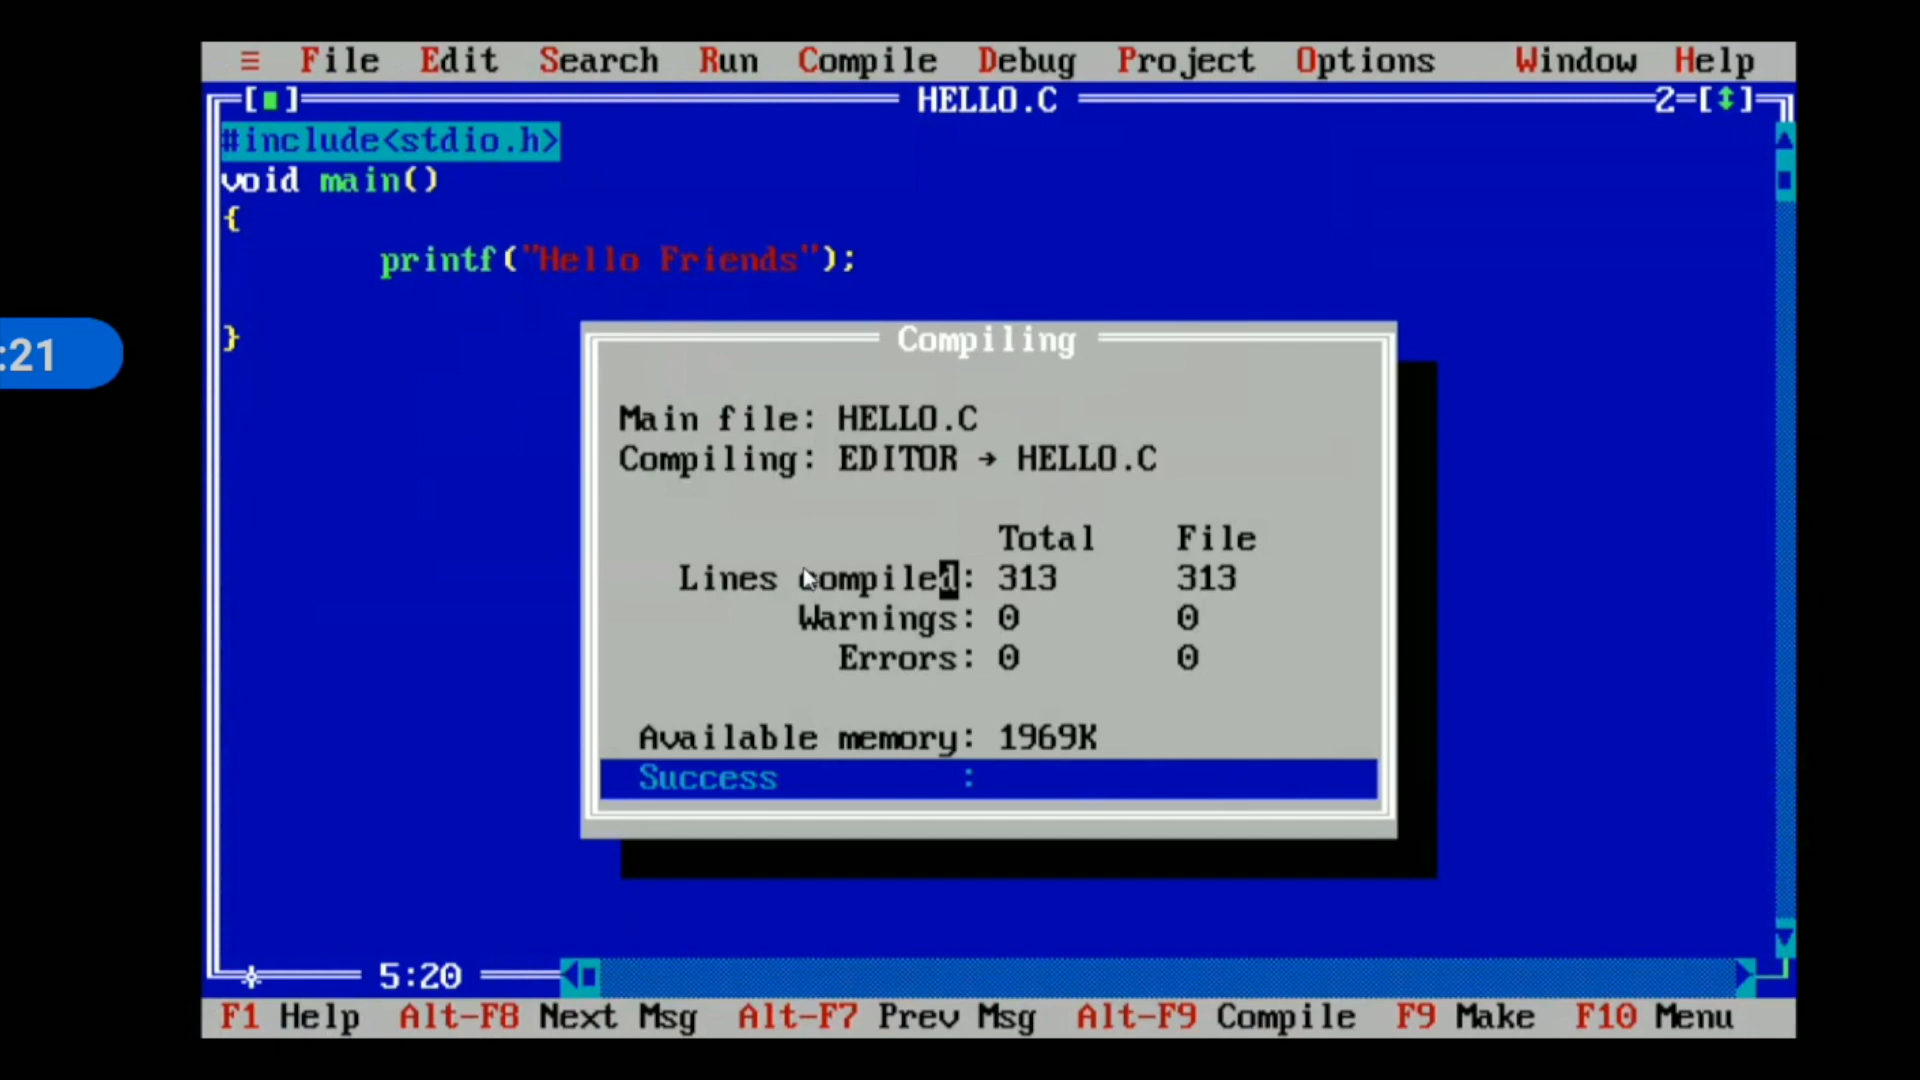 ≡ File Edit Search Run Compile Debug Project Options Window Help
[■] HELLO.C 2=[↕]
#include<stdio.h>
void main()
{
printf("Hello Friends");
}
:21
Compiling
Main file: HELLO.C
Compiling: EDITOR → HELLO.C
Total File
Lines compiled: 313 313
Warnings: 0 0
Errors: 0 0
Available memory: 1969K
Success :
5:20
F1 Help Alt-F8 Next Msg Alt-F7 Prev Msg Alt-F9 Compile F9 Make F10 Menu